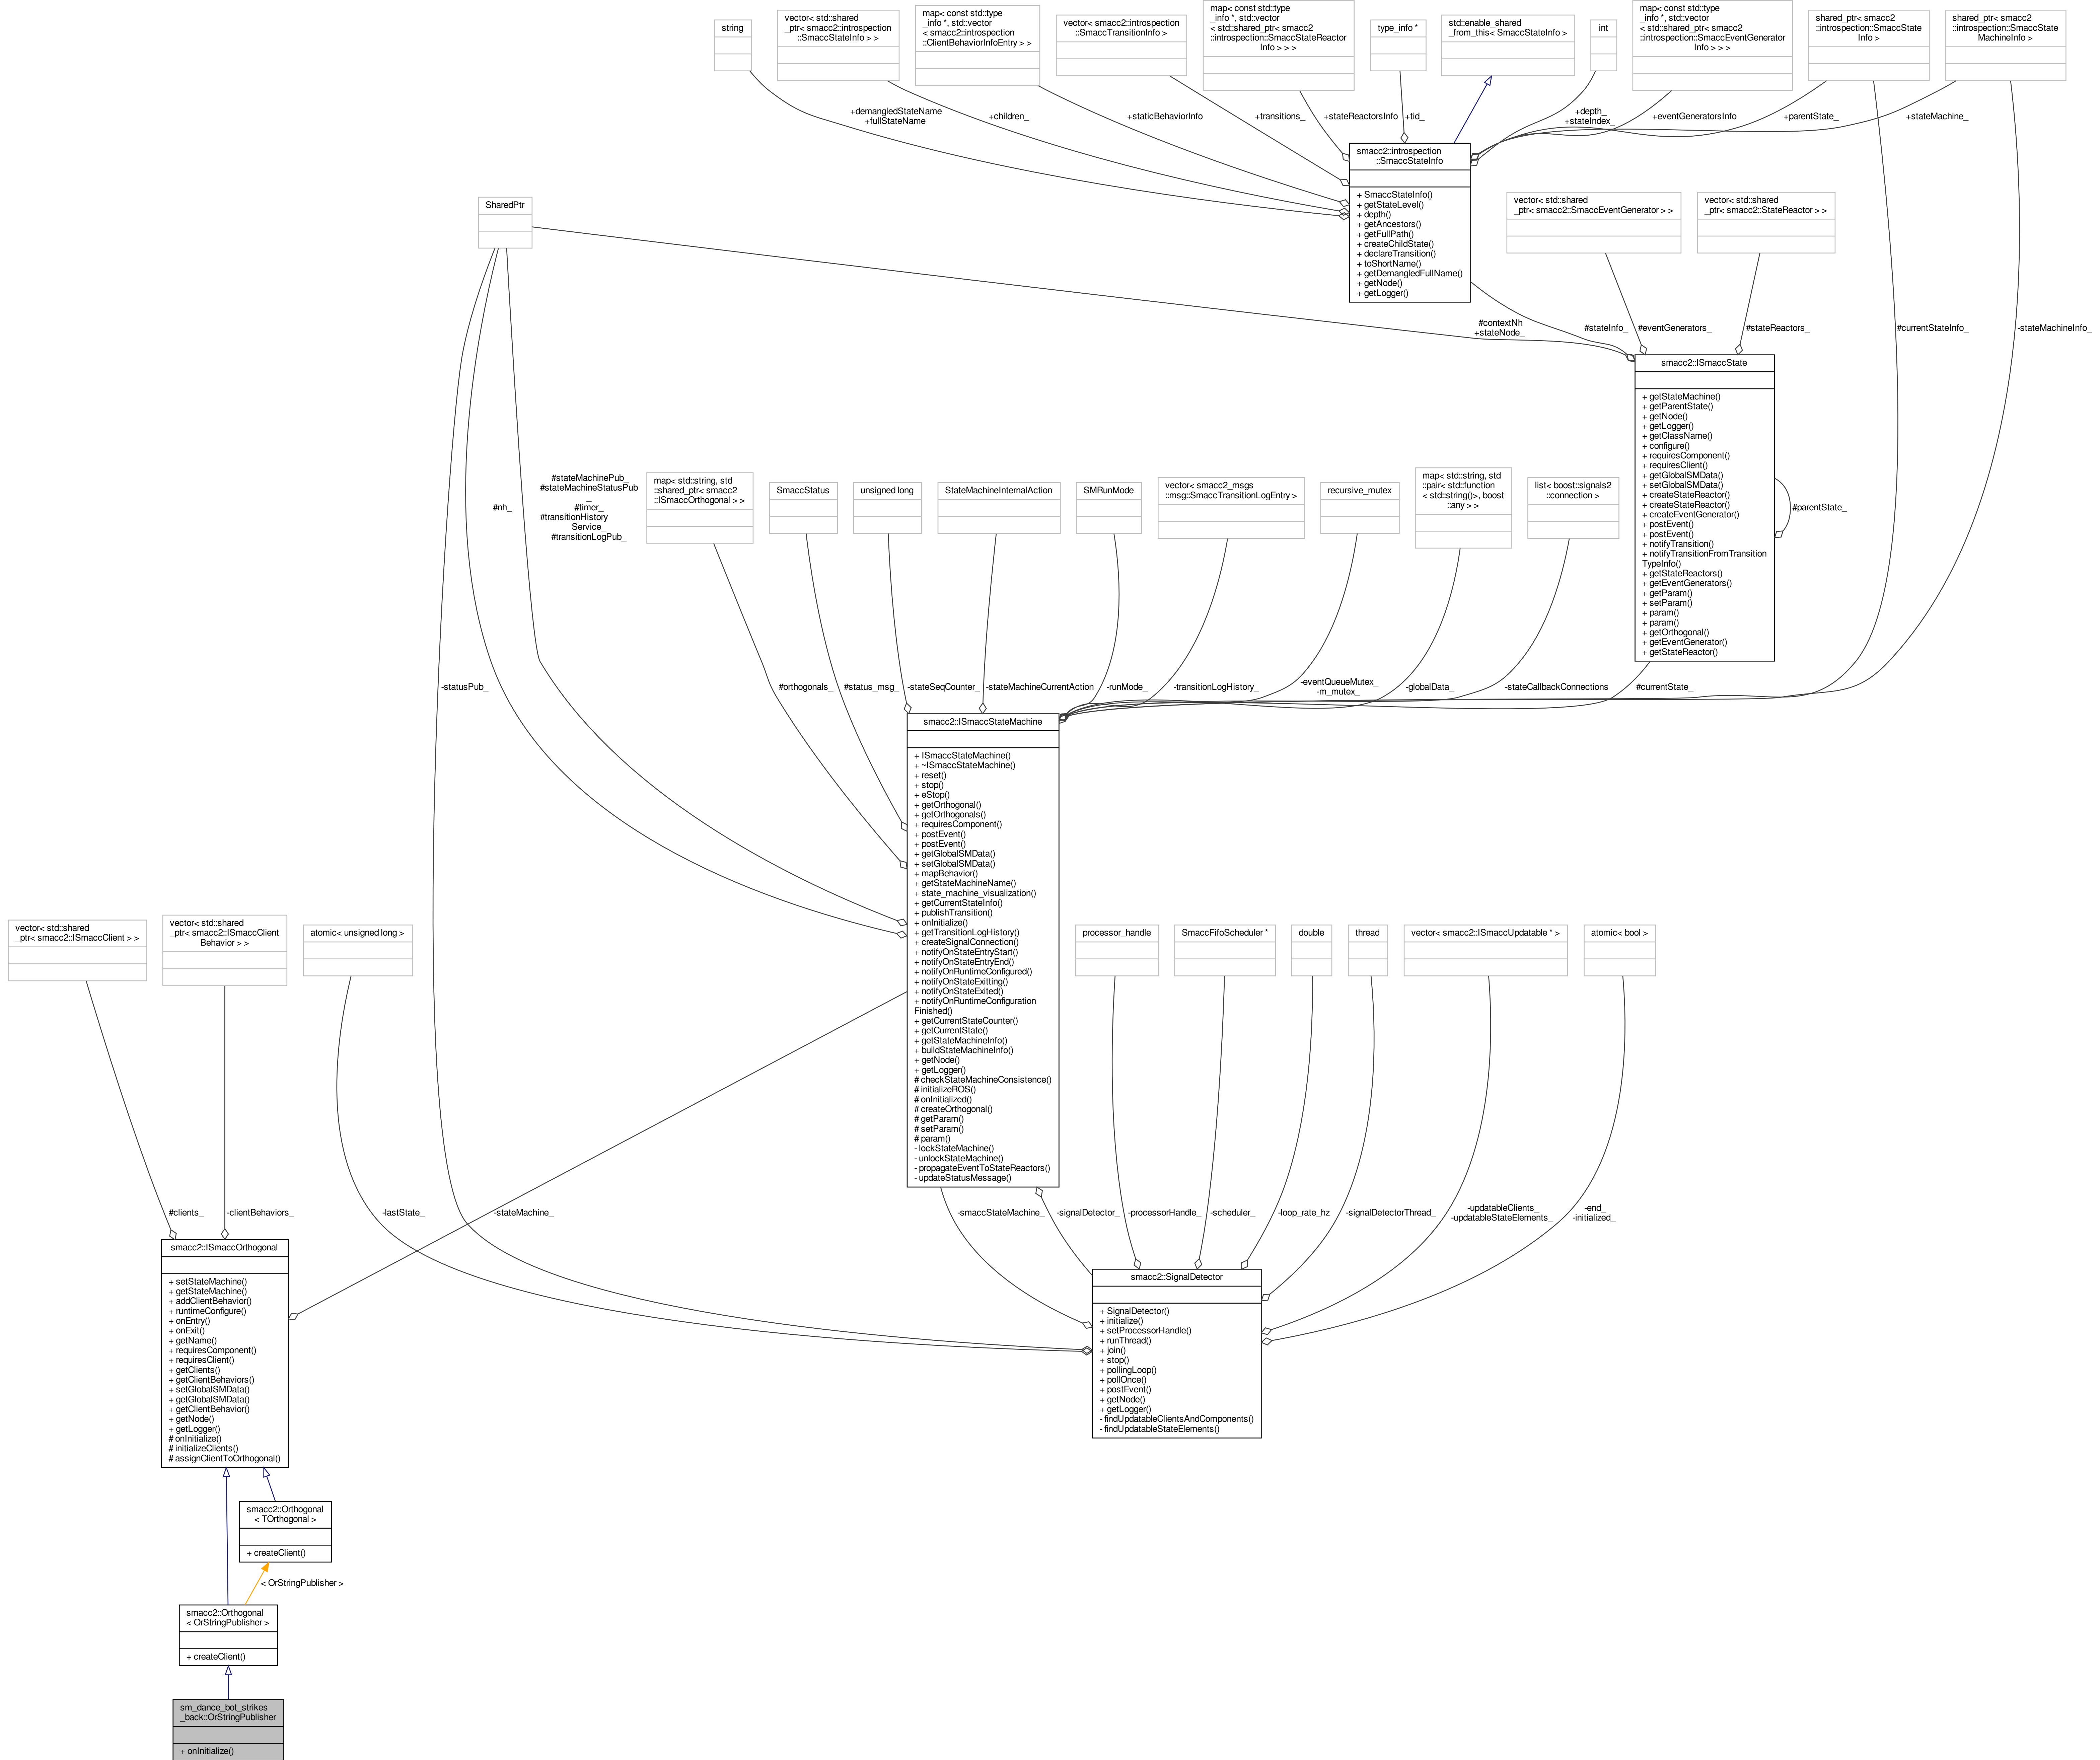 string
vector< std::shared
_ptr< smacc2::introspection
::SmaccStateInfo > >
map< const std::type
_info *, std::vector
< smacc2::introspection
::ClientBehaviorInfoEntry > >
vector< smacc2::introspection
::SmaccTransitionInfo >
map< const std::type
_info *, std::vector
< std::shared_ptr< smacc2
::introspection::SmaccStateReactor
Info > > >
type_info *
std::enable_shared
_from_this< SmaccStateInfo >
int
map< const std::type
_info *, std::vector
< std::shared_ptr< smacc2
::introspection::SmaccEventGenerator
Info > > >
shared_ptr< smacc2
::introspection::SmaccState
Info >
shared_ptr< smacc2
::introspection::SmaccState
MachineInfo >
+demangledStateName
+fullStateName
+children_
+staticBehaviorInfo
+transitions_
+stateReactorsInfo
+tid_
+depth_
+stateIndex_
+eventGeneratorsInfo
+parentState_
+stateMachine_
smacc2::introspection
::SmaccStateInfo
+ SmaccStateInfo()
+ getStateLevel()
+ depth()
+ getAncestors()
+ getFullPath()
+ createChildState()
+ declareTransition()
+ toShortName()
+ getDemangledFullName()
+ getNode()
+ getLogger()
SharedPtr
vector< std::shared
_ptr< smacc2::SmaccEventGenerator > >
vector< std::shared
_ptr< smacc2::StateReactor > >
#contextNh
+stateNode_
#stateInfo_
#eventGenerators_
#stateReactors_
#currentStateInfo_
-stateMachineInfo_
smacc2::ISmaccState
+ getStateMachine()
+ getParentState()
+ getNode()
+ getLogger()
+ getClassName()
+ configure()
+ requiresComponent()
+ requiresClient()
+ getGlobalSMData()
+ setGlobalSMData()
+ createStateReactor()
+ createStateReactor()
+ createEventGenerator()
+ postEvent()
+ postEvent()
+ notifyTransition()
+ notifyTransitionFromTransition
TypeInfo()
+ getStateReactors()
+ getEventGenerators()
+ getParam()
+ setParam()
+ param()
+ param()
+ getOrthogonal()
+ getEventGenerator()
+ getStateReactor()
#parentState_
#nh_
#stateMachinePub_
#stateMachineStatusPub
_
#timer_
#transitionHistory
Service_
#transitionLogPub_
map< std::string, std
::shared_ptr< smacc2
::ISmaccOrthogonal > >
SmaccStatus
unsigned long
StateMachineInternalAction
SMRunMode
vector< smacc2_msgs
::msg::SmaccTransitionLogEntry >
recursive_mutex
map< std::string, std
::pair< std::function
< std::string()>, boost
::any > >
list< boost::signals2
::connection >
-statusPub_
#orthogonals_
#status_msg_
-stateSeqCounter_
-stateMachineCurrentAction
-runMode_
-transitionLogHistory_
-eventQueueMutex_
-m_mutex_
-globalData_
-stateCallbackConnections
#currentState_
smacc2::ISmaccStateMachine
+ ISmaccStateMachine()
+ ~ISmaccStateMachine()
+ reset()
+ stop()
+ eStop()
+ getOrthogonal()
+ getOrthogonals()
+ requiresComponent()
+ postEvent()
+ postEvent()
+ getGlobalSMData()
+ setGlobalSMData()
+ mapBehavior()
+ getStateMachineName()
+ state_machine_visualization()
+ getCurrentStateInfo()
+ publishTransition()
+ onInitialize()
+ getTransitionLogHistory()
+ createSignalConnection()
+ notifyOnStateEntryStart()
+ notifyOnStateEntryEnd()
+ notifyOnRuntimeConfigured()
+ notifyOnStateExitting()
+ notifyOnStateExited()
+ notifyOnRuntimeConfiguration
Finished()
+ getCurrentStateCounter()
+ getCurrentState()
+ getStateMachineInfo()
+ buildStateMachineInfo()
+ getNode()
+ getLogger()
# checkStateMachineConsistence()
# initializeROS()
# onInitialized()
# createOrthogonal()
# getParam()
# setParam()
# param()
- lockStateMachine()
- unlockStateMachine()
- propagateEventToStateReactors()
- updateStatusMessage()
vector< std::shared
_ptr< smacc2::ISmaccClient > >
vector< std::shared
_ptr< smacc2::ISmaccClient
Behavior > >
atomic< unsigned long >
processor_handle
SmaccFifoScheduler *
double
thread
vector< smacc2::ISmaccUpdatable * >
atomic< bool >
#clients_
-clientBehaviors_
-lastState_
-stateMachine_
-smaccStateMachine_
-signalDetector_
-processorHandle_
-scheduler_
-loop_rate_hz
-signalDetectorThread_
-updatableClients_
-updatableStateElements_
-end_
-initialized_
smacc2::ISmaccOrthogonal
+ setStateMachine()
+ getStateMachine()
+ addClientBehavior()
+ runtimeConfigure()
+ onEntry()
+ onExit()
+ getName()
+ requiresComponent()
+ requiresClient()
+ getClients()
+ getClientBehaviors()
+ setGlobalSMData()
+ getGlobalSMData()
+ getClientBehavior()
+ getNode()
+ getLogger()
# onInitialize()
# initializeClients()
# assignClientToOrthogonal()
smacc2::SignalDetector
+ SignalDetector()
+ initialize()
+ setProcessorHandle()
+ runThread()
+ join()
+ stop()
+ pollingLoop()
+ pollOnce()
+ postEvent()
+ getNode()
+ getLogger()
- findUpdatableClientsAndComponents()
- findUpdatableStateElements()
smacc2::Orthogonal
< TOrthogonal >
+ createClient()
< OrStringPublisher >
smacc2::Orthogonal
< OrStringPublisher >
+ createClient()
sm_dance_bot_strikes
_back::OrStringPublisher
+ onInitialize()